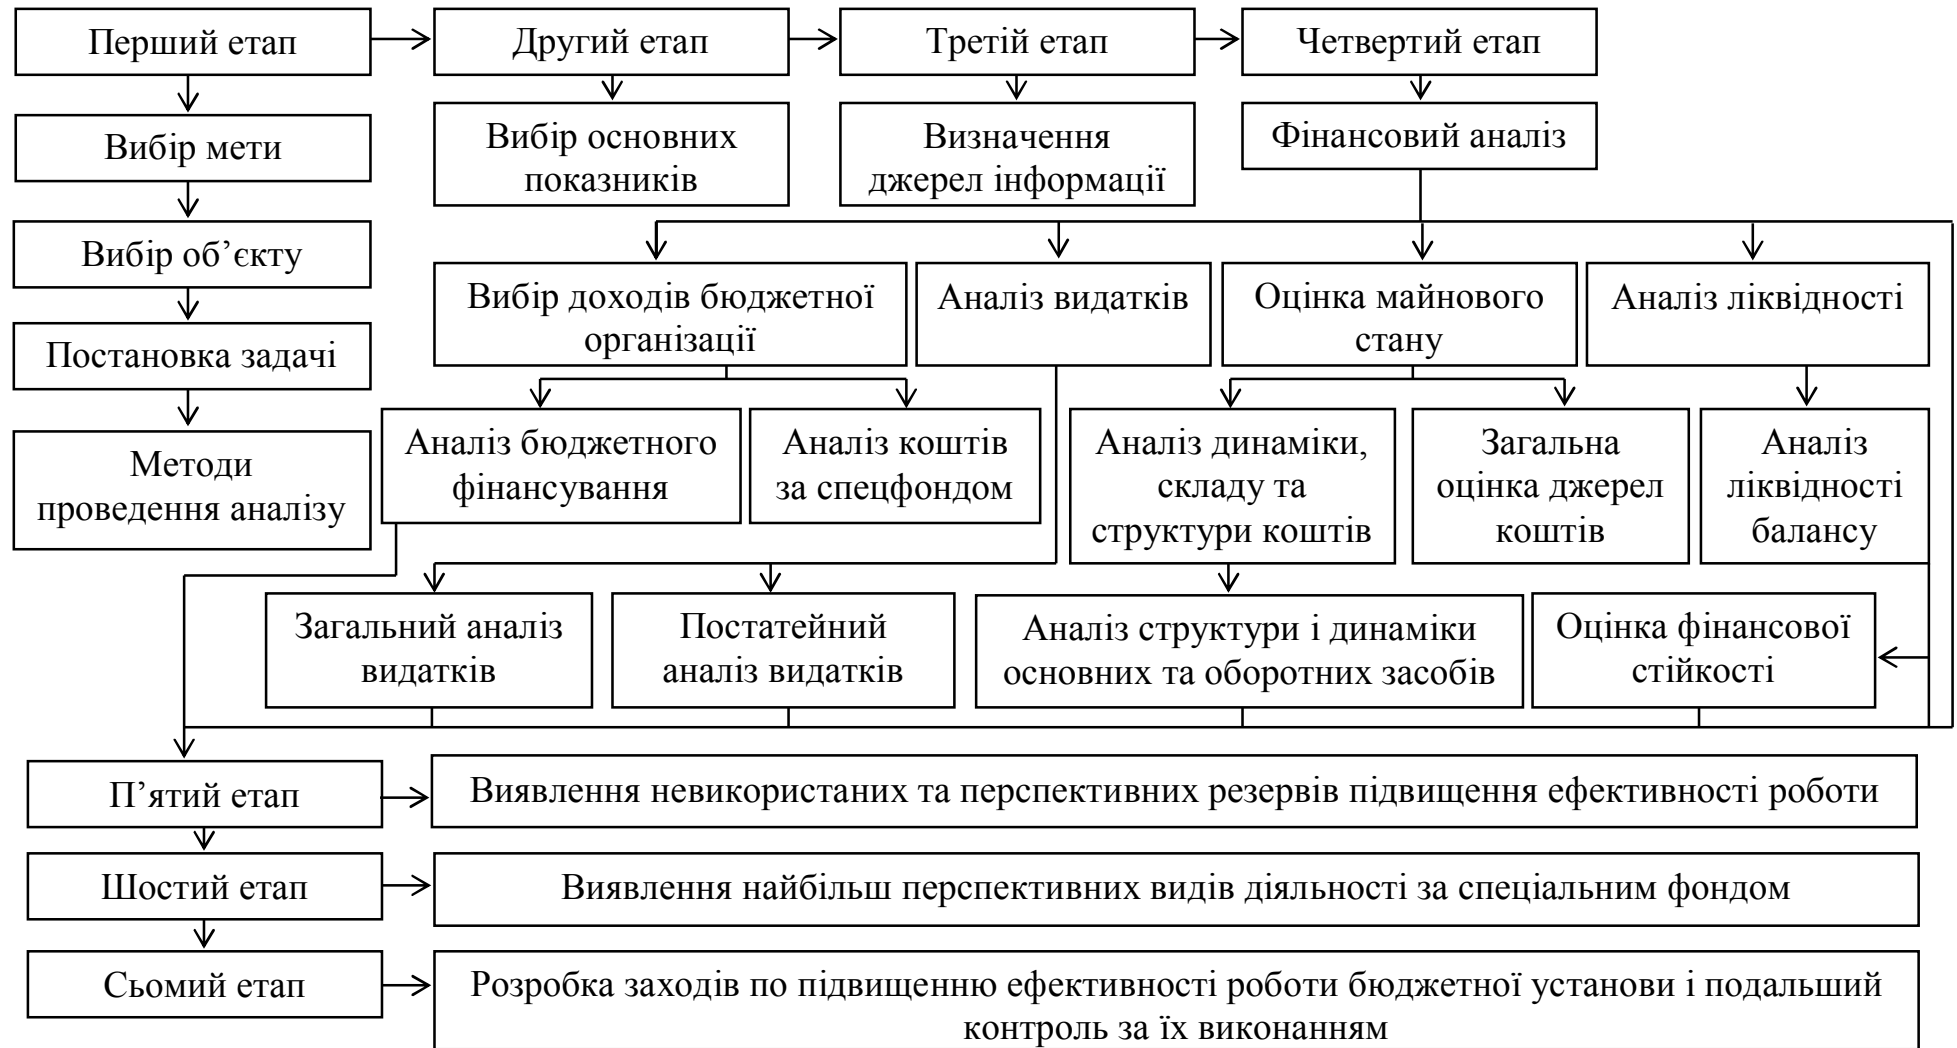 Перший етап
Другий етап
Третій етап
Четвертий етап
Вибір мети
Вибір основних
показників
Визначення
джерел інформації
Фінансовий аналіз
Вибір об’єкту
Постановка задачі
Методи
проведення аналізу
Вибір доходів бюджетної
організації
Аналіз видатків
Оцінка майнового
стану
Аналіз ліквідності
Аналіз бюджетного
фінансування
Аналіз коштів
за спецфондом
Аналіз динаміки,
складу та
структури коштів
Загальна
оцінка джерел
коштів
Аналіз
ліквідності
балансу
Загальний аналіз
видатків
Постатейний
аналіз видатків
Аналіз структури і динаміки
основних та оборотних засобів
Оцінка фінансової
стійкості
П’ятий етап
Виявлення невикористаних та перспективних резервів підвищення ефективності роботи
Шостий етап
Виявлення найбільш перспективних видів діяльності за спеціальним фондом
Сьомий етап
Розробка заходів по підвищенню ефективності роботи бюджетної установи і подальший
контроль за їх виконанням